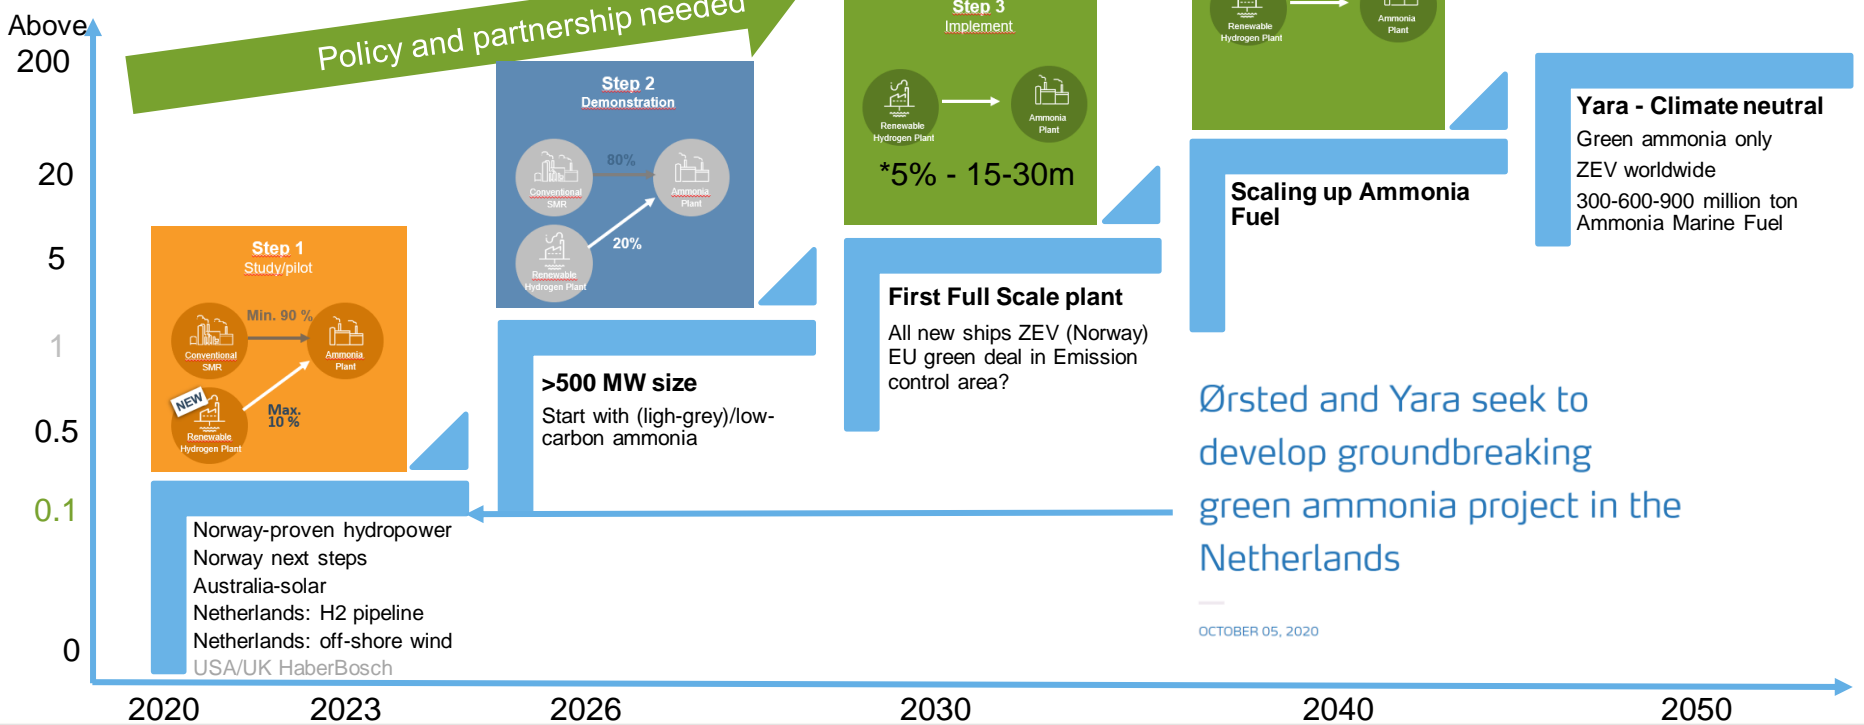 Above
200
20
5
1
0.5
0.1
0
Policy and partnership needed
Step 1
Study/pilot
Min. 90 %
Conventional
SMR
Ammonia
Plant
NEW
Max.
10 %
Renewable
Hydrogen Plant
Norway-proven hydropower
Norway next steps
Australia-solar
Netherlands: H2 pipeline
Netherlands: off-shore wind
USA/UK HaberBosch
Step 2
Demonstration
80%
Conventional
SMR
Ammonia
Plant
20%
Renewable
Hydrogen Plant
>500 MW size
Start with (ligh-grey)/low-
carbon ammonia
Step 3
Implement
Renewable
Hydrogen Plant
Ammonia
Plant
*5% - 15-30m
First Full Scale plant
All new ships ZEV (Norway)
EU green deal in Emission
control area?
Renewable
Hydrogen Plant
Ammonia
Plant
Scaling up Ammonia
Fuel
Yara - Climate neutral
Green ammonia only
ZEV worldwide
300-600-900 million ton
Ammonia Marine Fuel
Ørsted and Yara seek to
develop groundbreaking
green ammonia project in the
Netherlands
OCTOBER 05, 2020
2020
2023
2026
2030
2040
2050